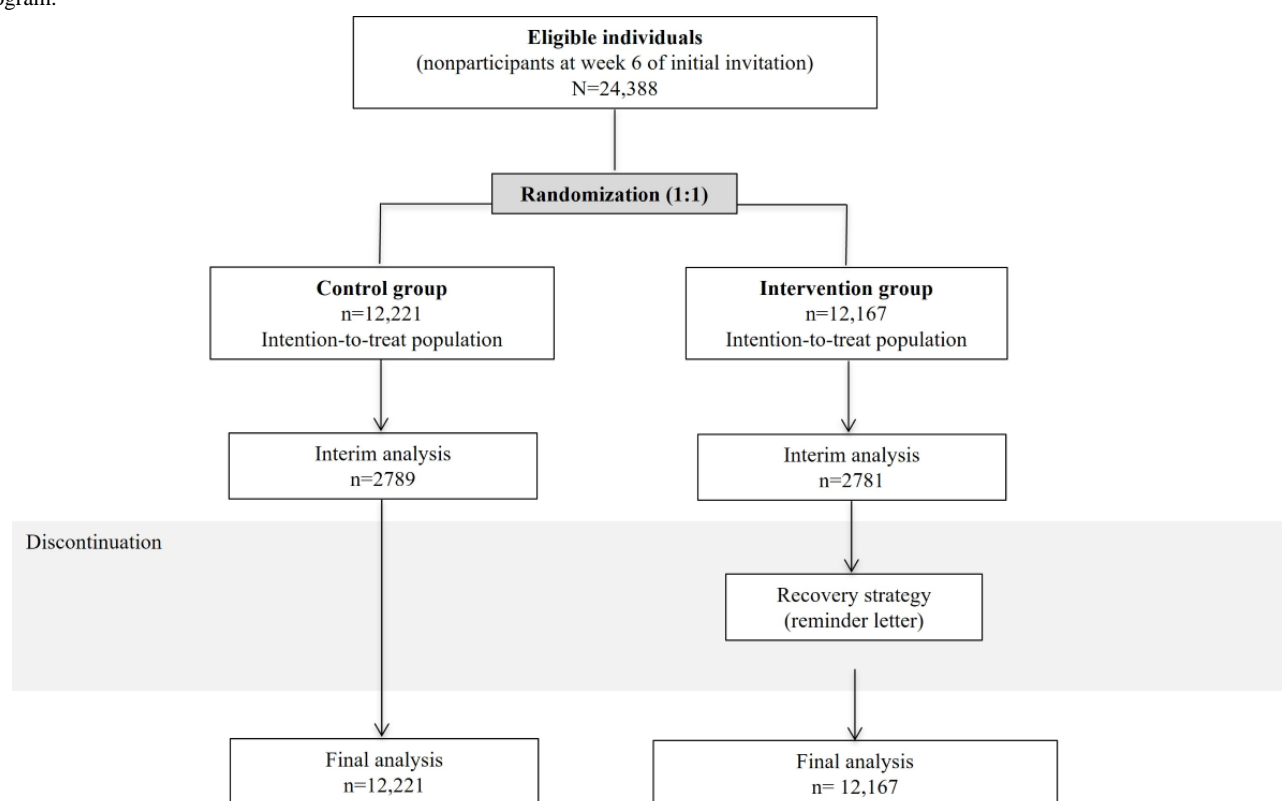 Eligible individuals
(nonparticipants at week 6 of initial invitation)
N=24,388
Randomization (1:1)
Control group
n=12,221
Intention-to-treat population
Intervention group
n=12,167
Intention-to-treat population
Interim analysis
n=2789
Interim analysis
n=2781
Discontinuation
Recovery strategy
(reminder letter)
Final analysis
n=12,221
Final analysis
n= 12,167